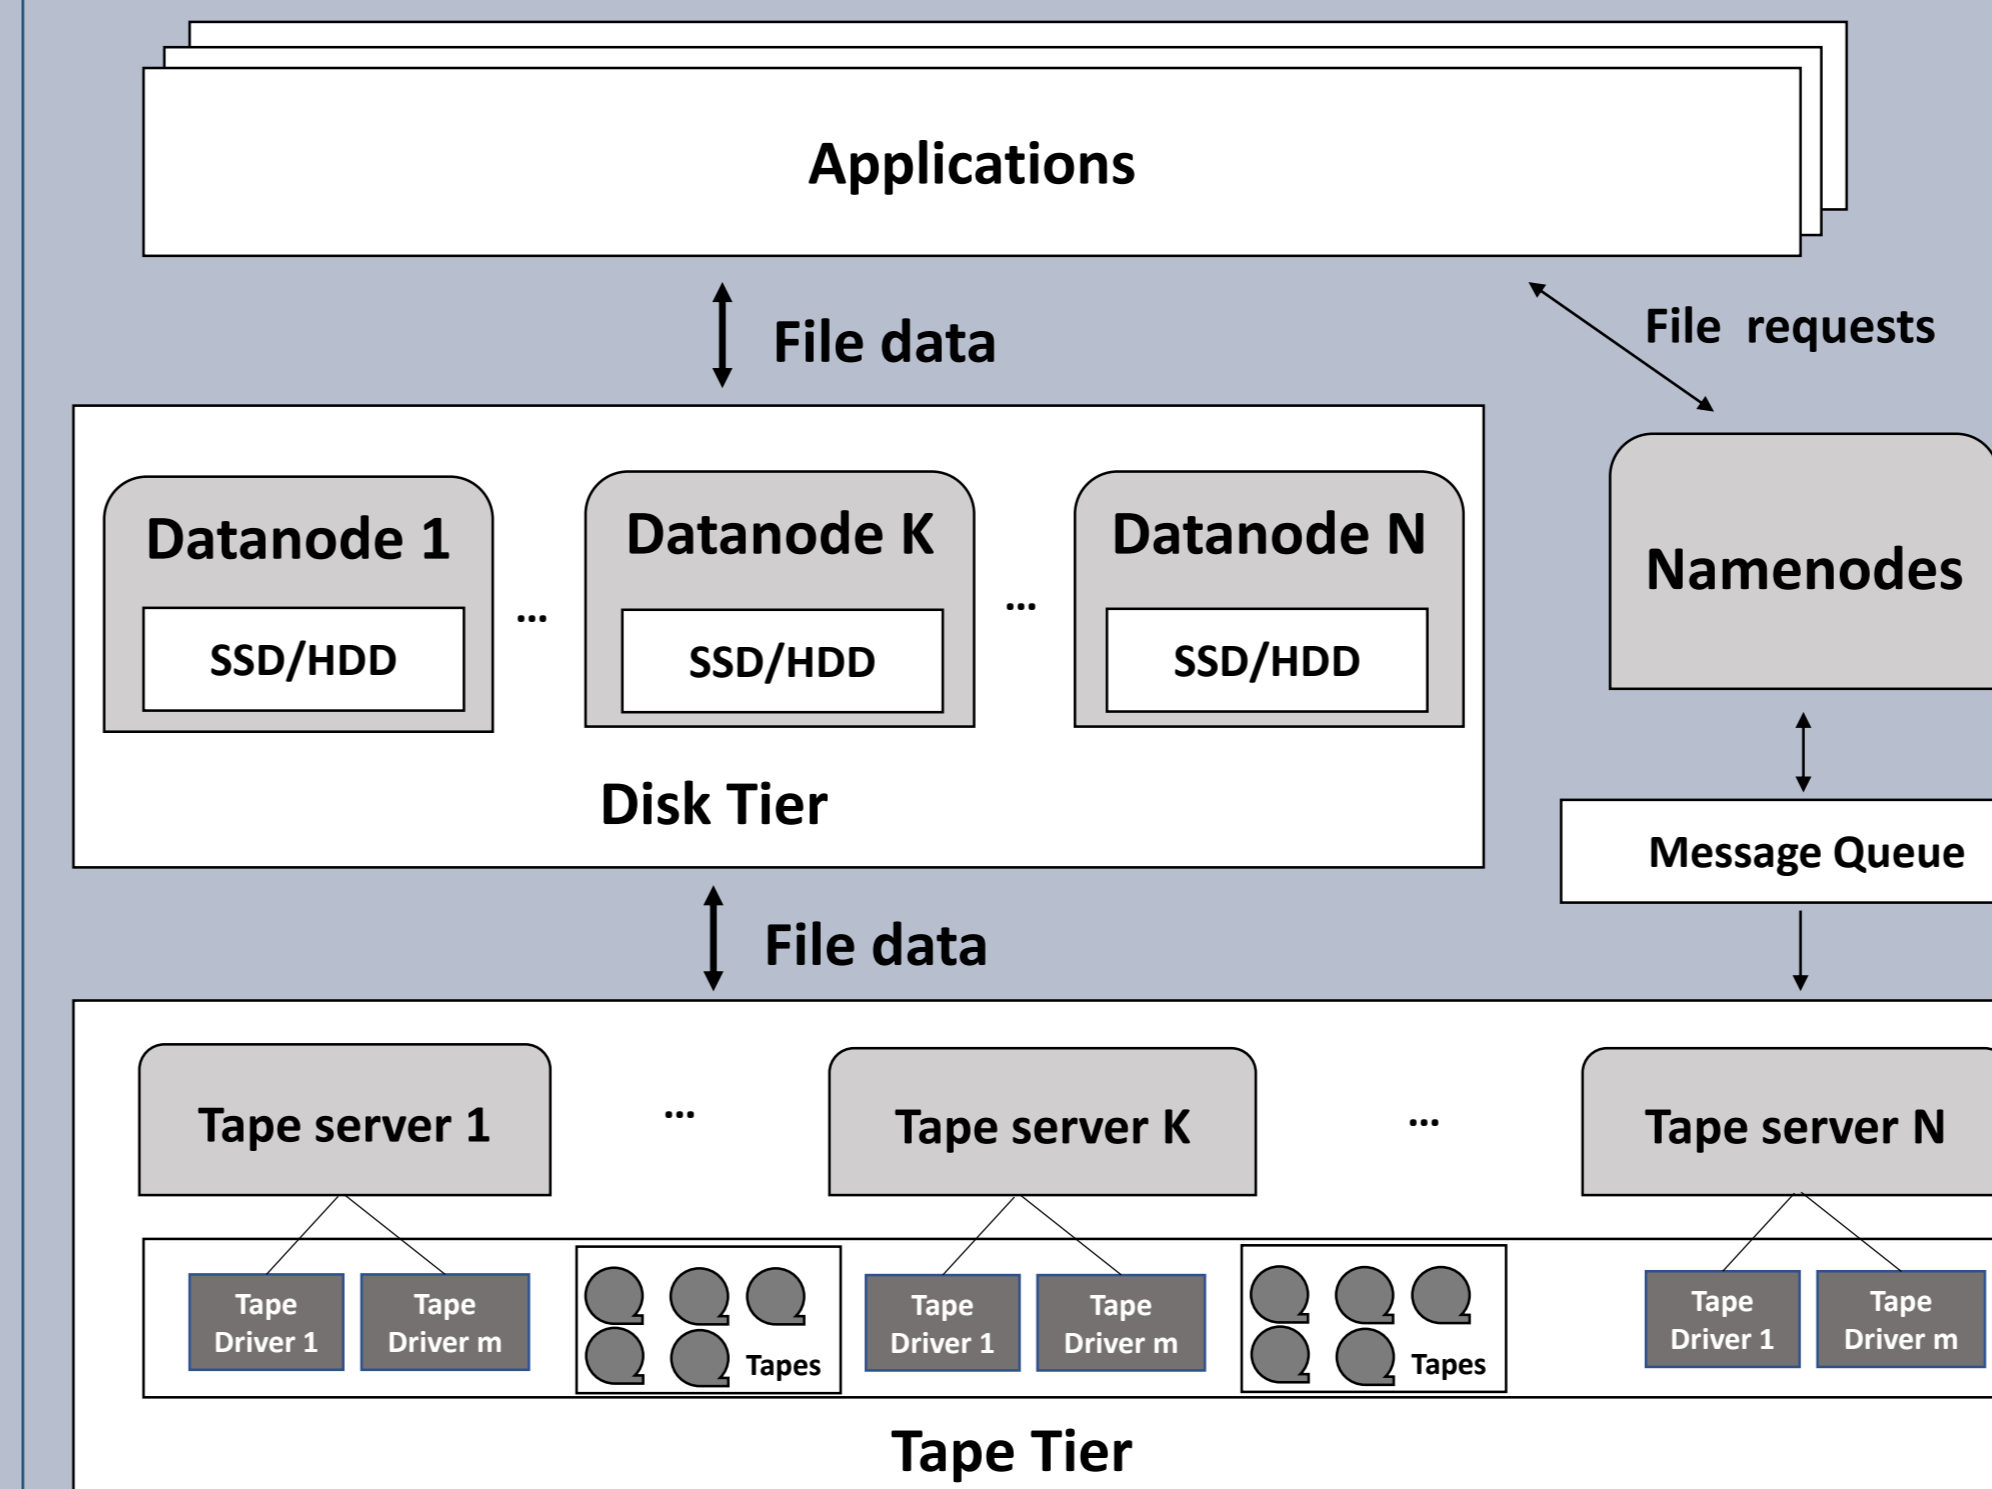 Applications
File data
File requests
Datanode 1
...
Datanode K
...
Datanode N
SSD/HDD
SSD/HDD
SSD/HDD
Namenodes
Disk Tier
Message Queue
File data
Tape server 1
...
Tape server K
...
Tape server N
Tape
Driver 1
Tape
Driver m
Tapes
Tape
Driver 1
Tape
Driver m
Tapes
Tape
Driver 1
Tape
Driver m
Tape Tier